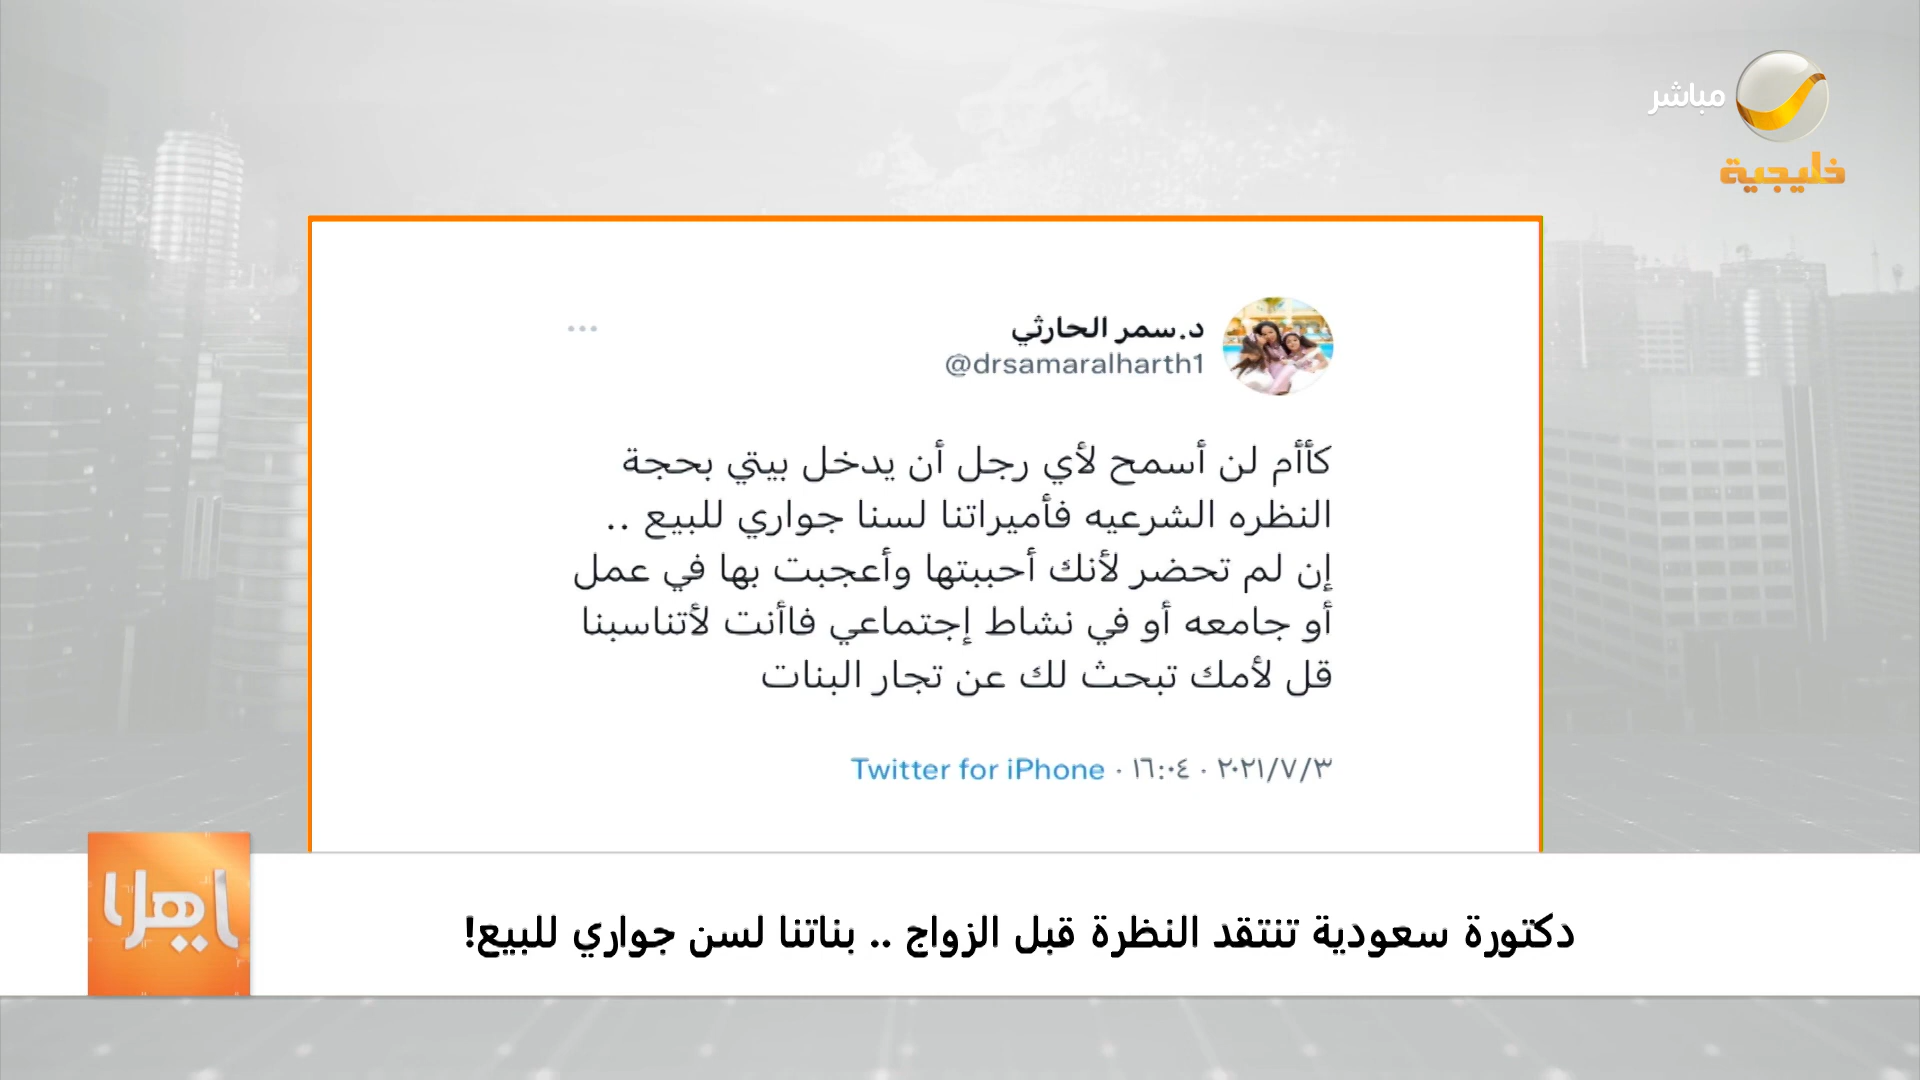 مباشر
خليجية
د.سمر الحارثي
@drsamaralharth1
كأأم لن أسمح لأي رجل أن يدخل بيتي بحجة
النظره الشرعيه فأميراتنا لسنا جواري للبيع ..
إن لم تحضر لأنك أحببتها وأعجبت بها في عمل
أو جامعه أو في نشاط إجتماعي فاأنت لأتناسبنا
قل لأمك تبحث لك عن تجار البنات
٢٠٢١/٧/٣ · ١٦:٠٤ · Twitter for iPhone
ياهلا
دكتورة سعودية تنتقد النظرة قبل الزواج .. بناتنا لسن جواري للبيع!